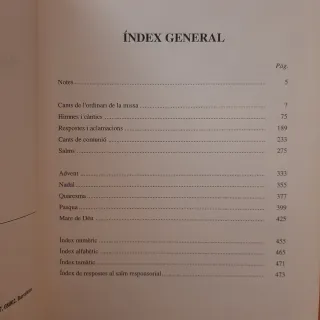 ÍNDEX GENERAL
Pàg.
Notes 5
Cants de l'ordinari de la missa 7
Himnes i càntics 75
Respostes i aclamacions 189
Cants de comunió 233
Salms 275
Advent 333
Nadal 355
Quaresma 377
Pasqua 399
Mare de Déu 425
Índex numèric 455
Índex alfabètic 465
Índex temàtic 471
Índex de respostes al salm responsorial 473